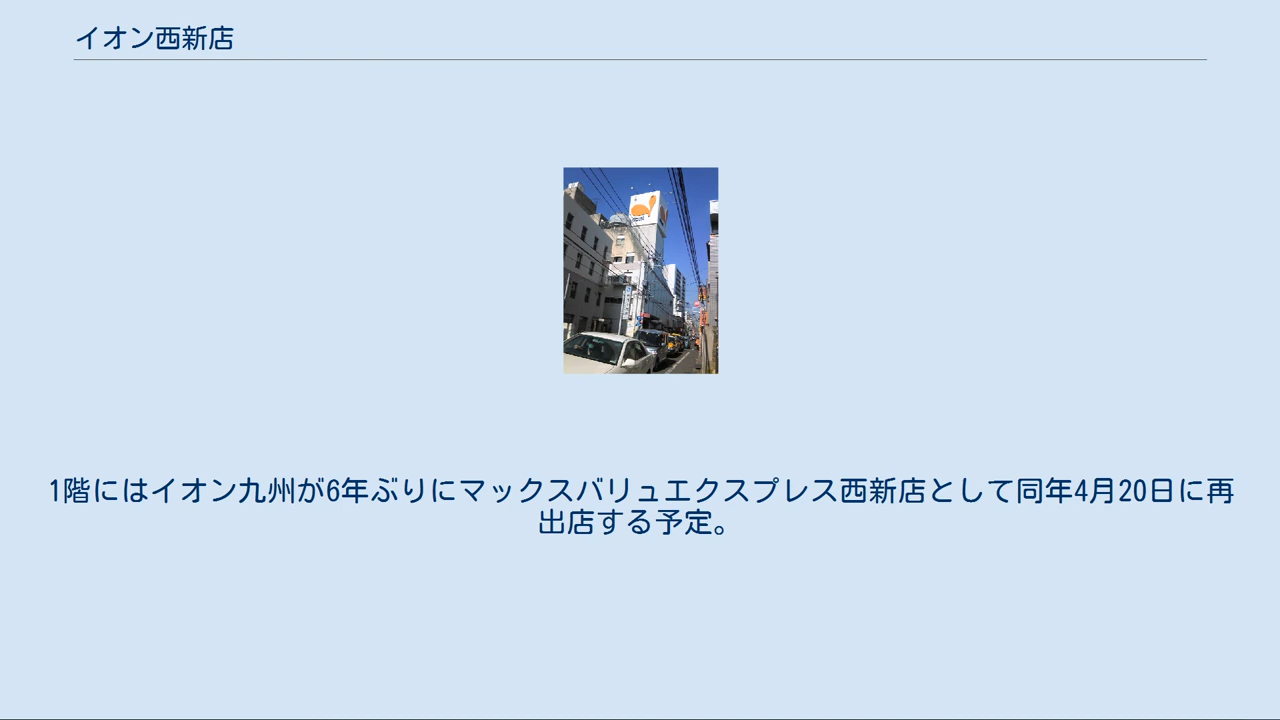 イオン西新店
1階にはイオン九州が6年ぶりにマックスバリュエクスプレス西新店として同年4月20日に再
出店する予定。